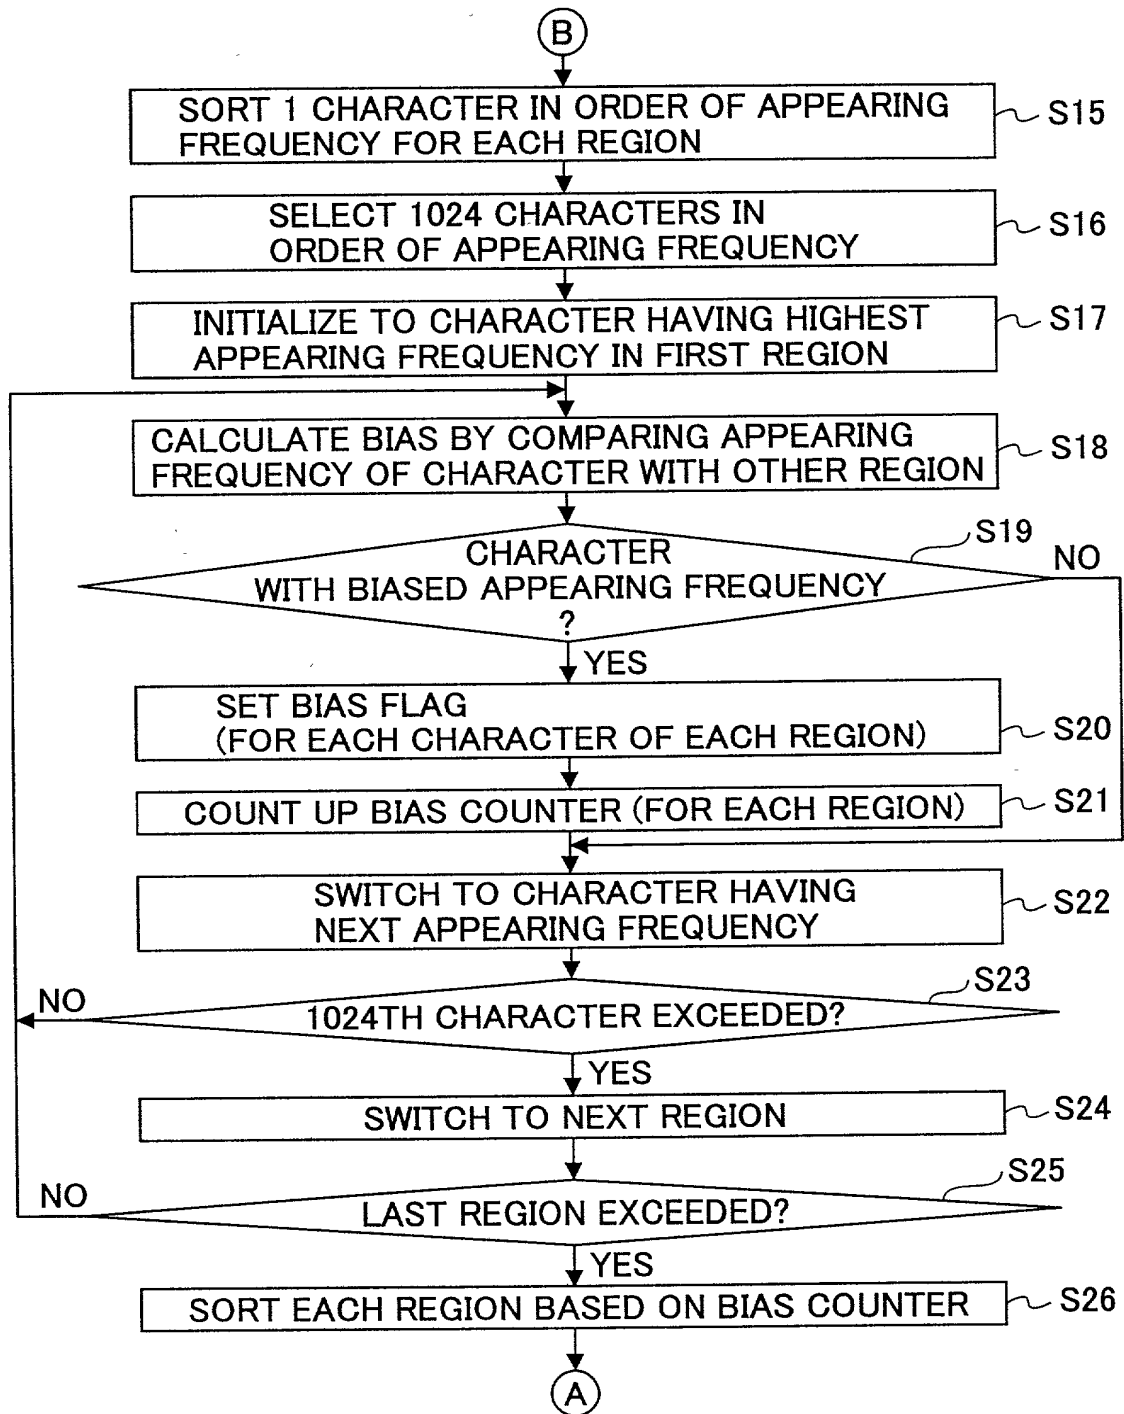 B
SORT 1 CHARACTER IN ORDER OF APPEARING
FREQUENCY FOR EACH REGION
S15
SELECT 1024 CHARACTERS IN
ORDER OF APPEARING FREQUENCY
S16
INITIALIZE TO CHARACTER HAVING HIGHEST
APPEARING FREQUENCY IN FIRST REGION
S17
CALCULATE BIAS BY COMPARING APPEARING
FREQUENCY OF CHARACTER WITH OTHER REGION
S18
CHARACTER
WITH BIASED APPEARING FREQUENCY
?
S19
NO
YES
SET BIAS FLAG
(FOR EACH CHARACTER OF EACH REGION)
S20
COUNT UP BIAS COUNTER (FOR EACH REGION)
S21
SWITCH TO CHARACTER HAVING
NEXT APPEARING FREQUENCY
S22
NO
1024TH CHARACTER EXCEEDED?
S23
YES
SWITCH TO NEXT REGION
S24
NO
LAST REGION EXCEEDED?
S25
YES
SORT EACH REGION BASED ON BIAS COUNTER
S26
A